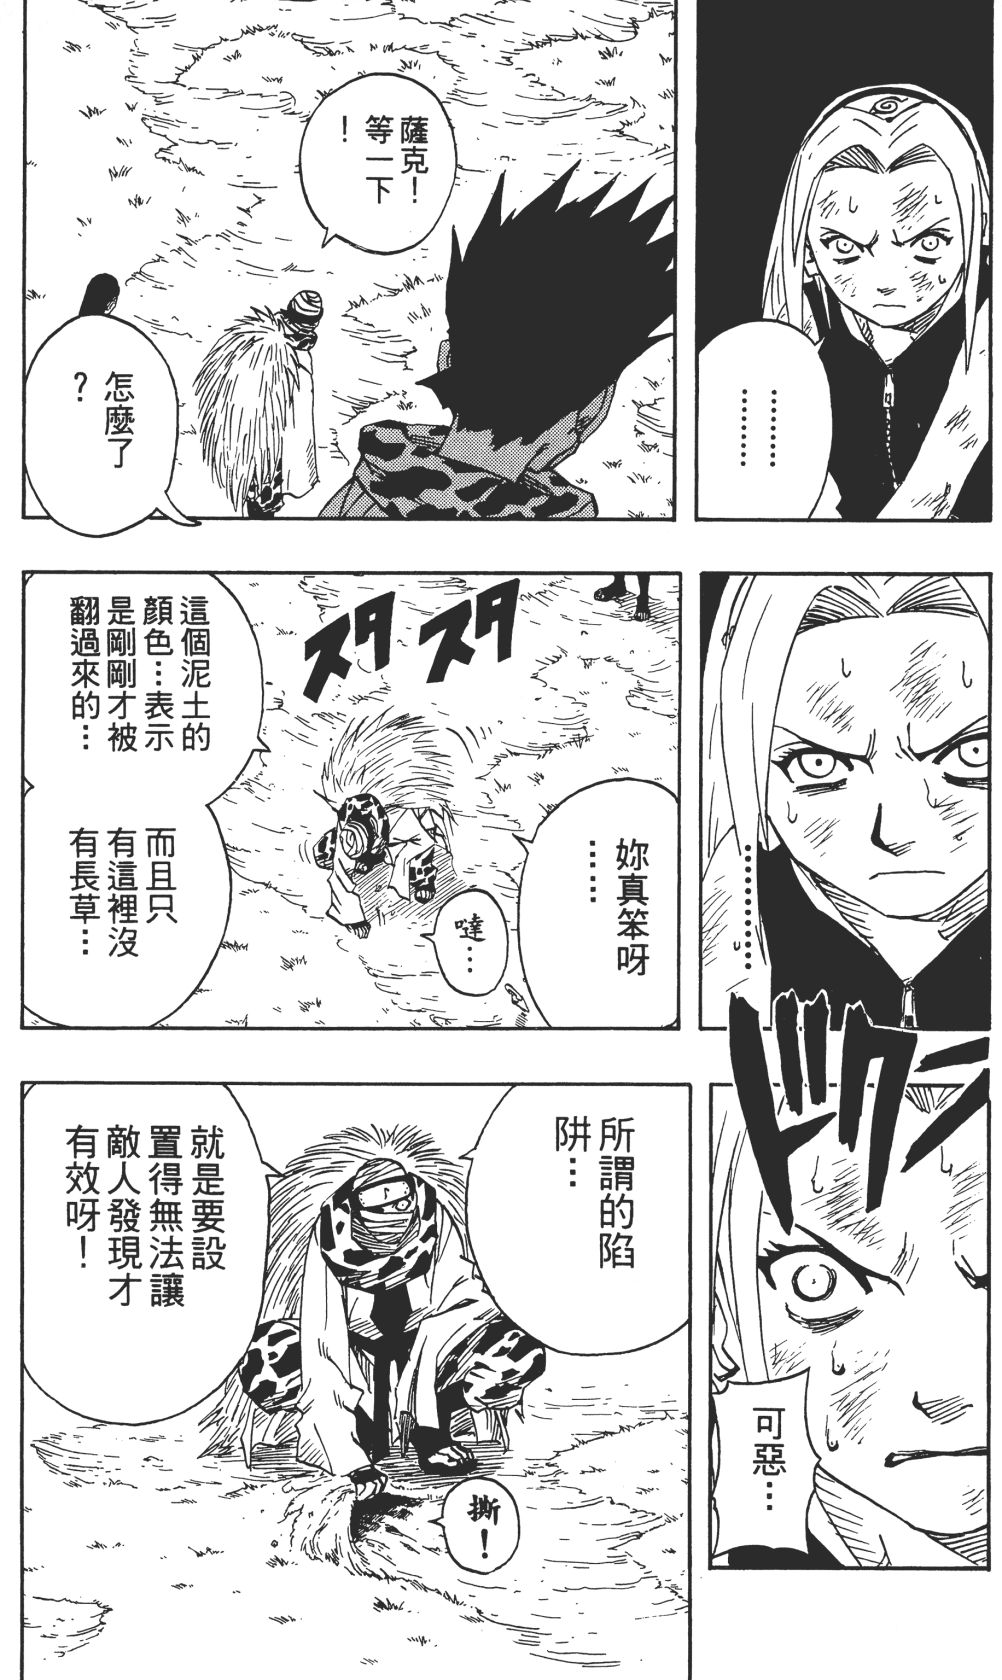 ⋯⋯⋯
⋯⋯⋯
薩克！
等一下
！
怎麼了
？
⋯⋯⋯⋯
スタ
スタ
妳真笨呀
⋯⋯
噠⋯
這個泥土的
顏色⋯表示
是剛剛才被
翻過來的⋯
而且只
有這裡沒
有長草⋯
ドクン
可惡⋯
所謂的陷
阱⋯
就是要設
置得無法讓
敵人發現才
有效呀！
撕！